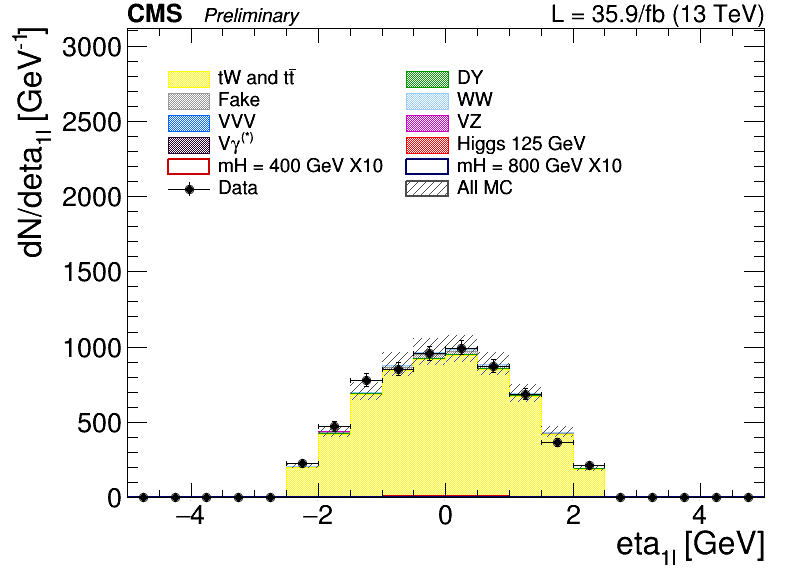 CMS Preliminary L = 35.9/fb (13 TeV)
dN/deta1l [GeV-1]
3000
2500
2000
1500
1000
500
0
tW and tt̄ DY
Fake WW
VVV VZ
Vγ(*) Higgs 125 GeV
mH = 400 GeV X10 mH = 800 GeV X10
Data All MC
−4 −2 0 2 4
eta1l [GeV]